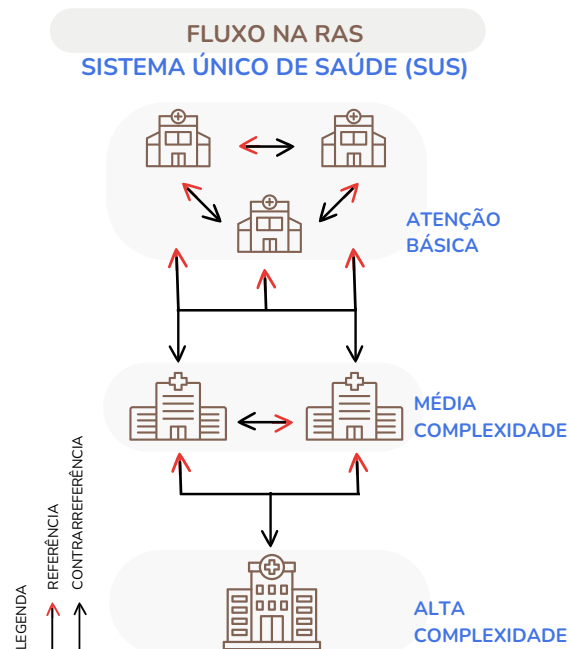 FLUXO NA RAS
SISTEMA ÚNICO DE SAÚDE (SUS)
ATENÇÃO
BÁSICA
MÉDIA
COMPLEXIDADE
ALTA
COMPLEXIDADE
LEGENDA
REFERÊNCIA
CONTRARREFERÊNCIA